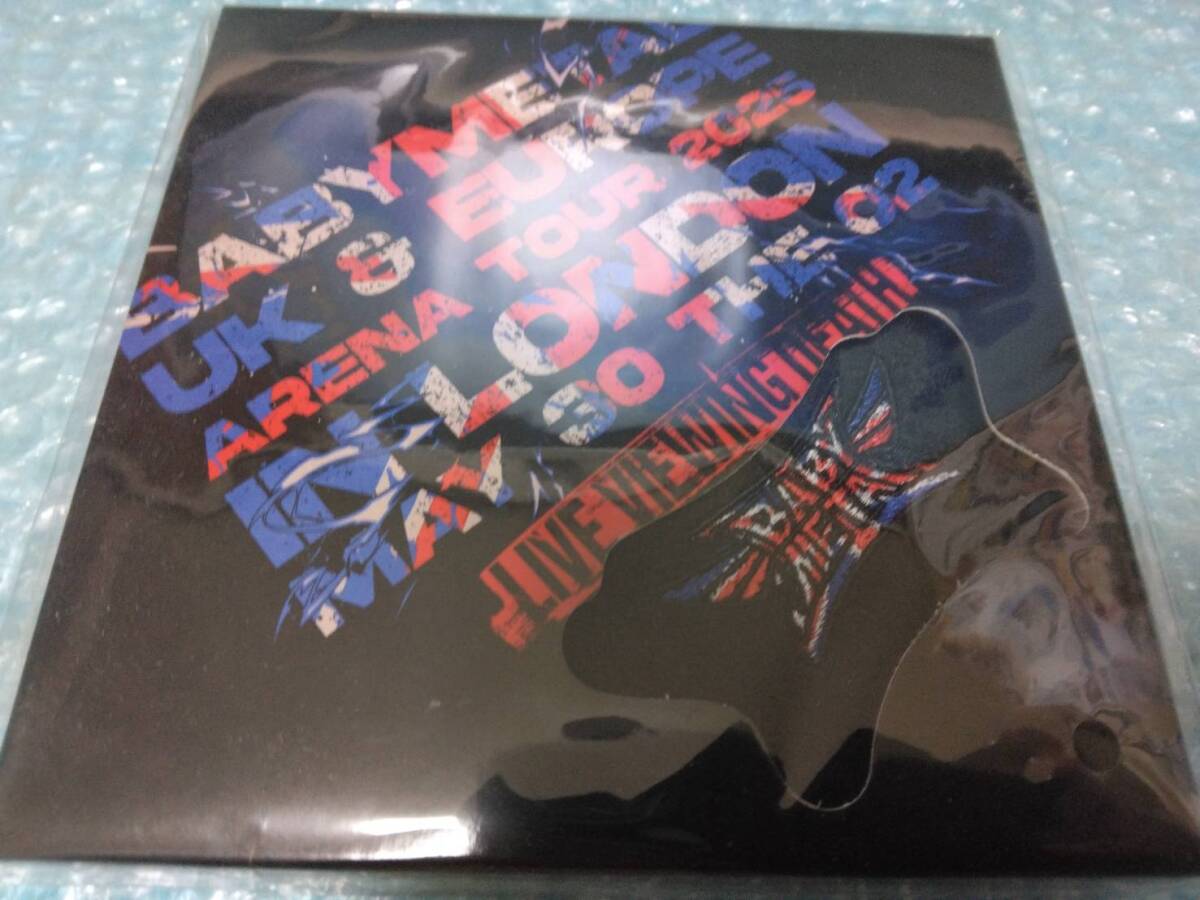 BABYMETAL
UK & EUROPE
ARENA TOUR 2025
IN LONDON
MAY 30 THE O2
LIVE VIEWING
BABY
METAL